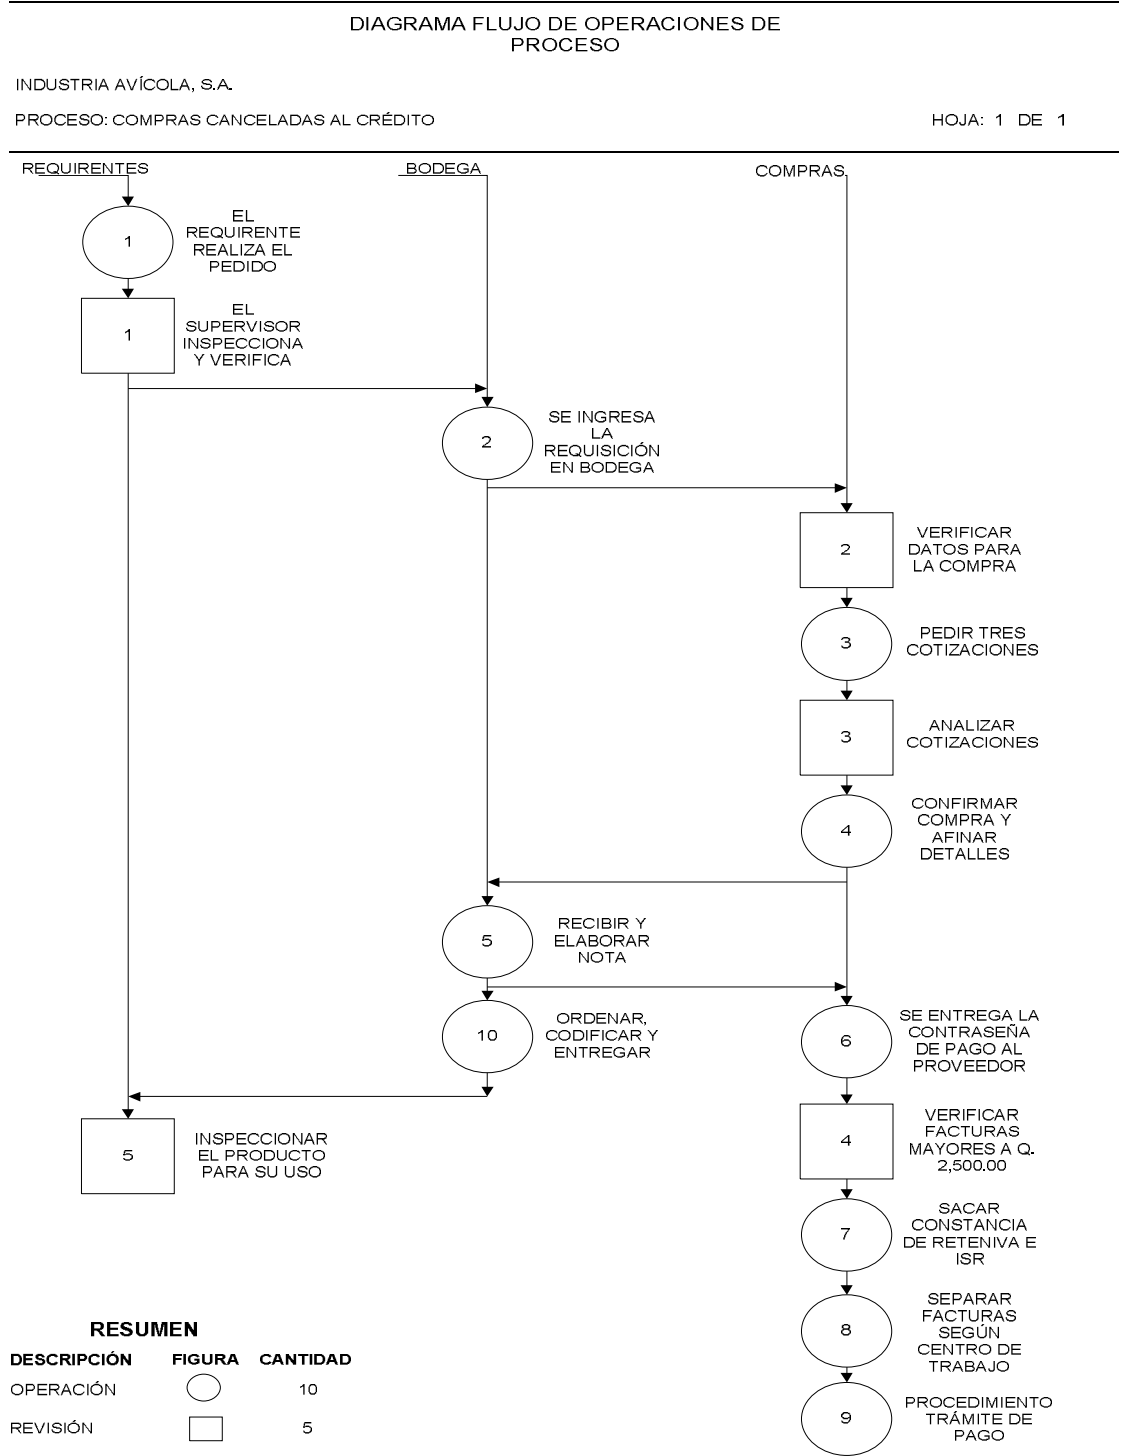 DIAGRAMA FLUJO DE OPERACIONES DE
PROCESO
INDUSTRIA AVÍCOLA, S.A.
PROCESO: COMPRAS CANCELADAS AL CRÉDITO
HOJA: 1 DE 1
REQUIRENTES
BODEGA
COMPRAS
1
EL
REQUIRENTE
REALIZA EL
PEDIDO
1
EL
SUPERVISOR
INSPECCIONA
Y VERIFICA
2
SE INGRESA
LA
REQUISICIÓN
EN BODEGA
2
VERIFICAR
DATOS PARA
LA COMPRA
3
PEDIR TRES
COTIZACIONES
3
ANALIZAR
COTIZACIONES
4
CONFIRMAR
COMPRA Y
AFINAR
DETALLES
5
RECIBIR Y
ELABORAR
NOTA
10
ORDENAR,
CODIFICAR Y
ENTREGAR
6
SE ENTREGA LA
CONTRASEÑA
DE PAGO AL
PROVEEDOR
5
INSPECCIONAR
EL PRODUCTO
PARA SU USO
4
VERIFICAR
FACTURAS
MAYORES A Q.
2,500.00
7
SACAR
CONSTANCIA
DE RETENIVA E
ISR
8
SEPARAR
FACTURAS
SEGÚN
CENTRO DE
TRABAJO
9
PROCEDIMIENTO
TRÁMITE DE
PAGO
RESUMEN
DESCRIPCIÓN FIGURA CANTIDAD
OPERACIÓN 10
REVISIÓN 5